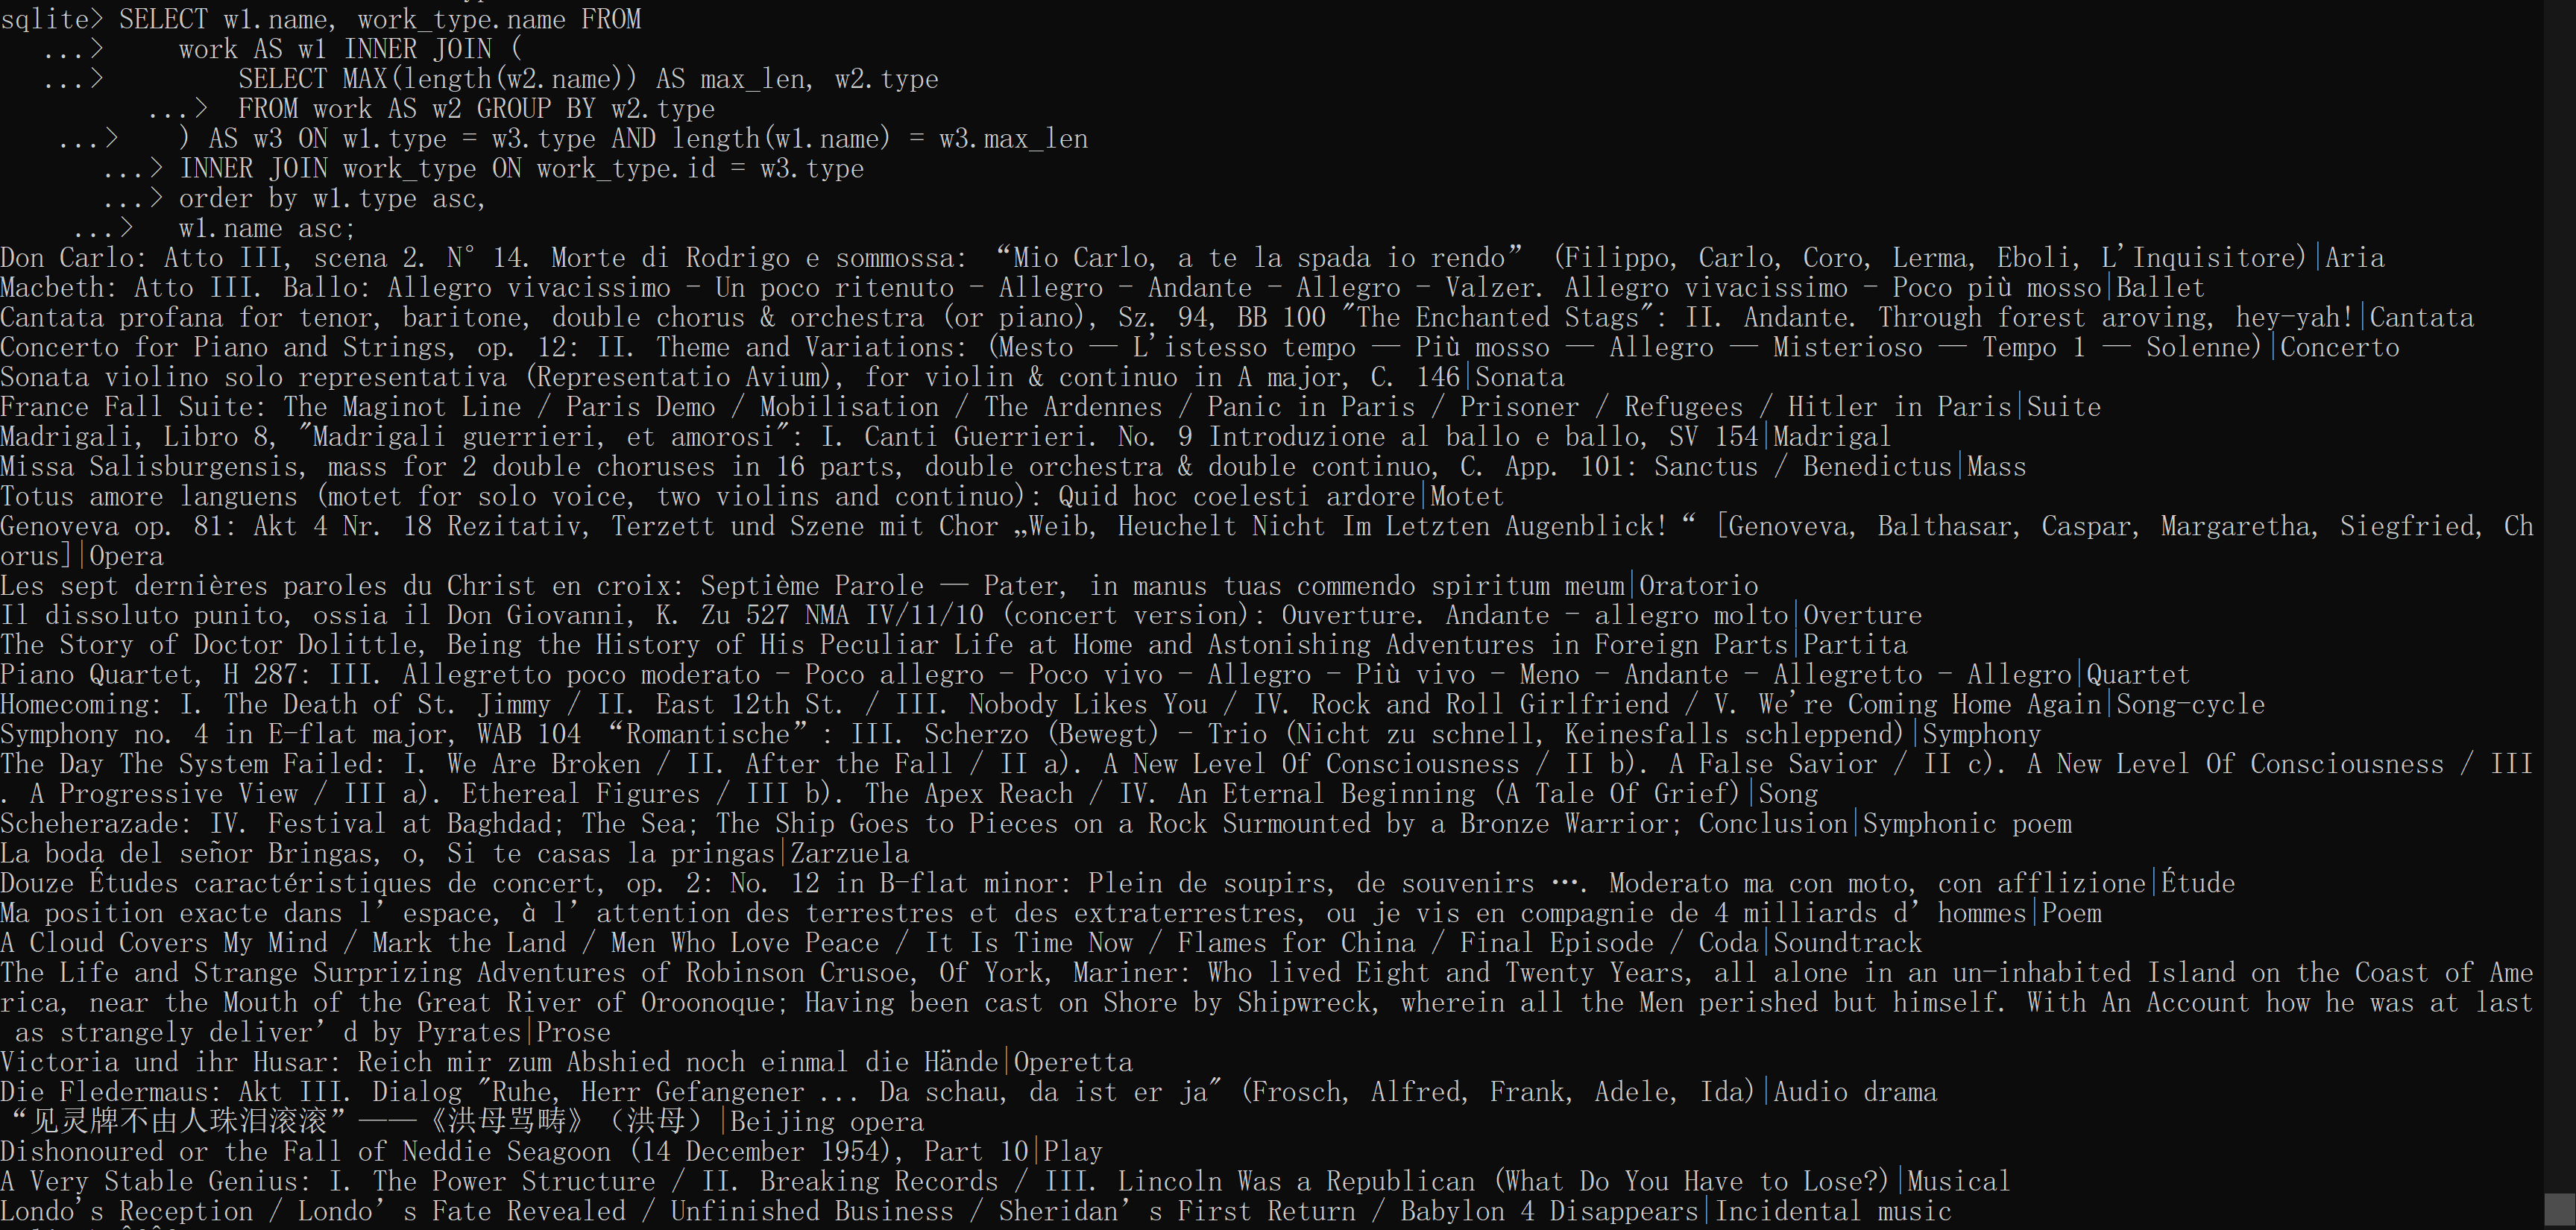 sqlite> SELECT w1.name, work_type.name FROM
   ...>     work AS w1 INNER JOIN (
   ...>         SELECT MAX(length(w2.name)) AS max_len, w2.type
          ...>  FROM work AS w2 GROUP BY w2.type
    ...>    ) AS w3 ON w1.type = w3.type AND length(w1.name) = w3.max_len
       ...> INNER JOIN work_type ON work_type.id = w3.type
       ...> order by w1.type asc,
     ...>   w1.name asc;
Don Carlo: Atto III, scena 2. N° 14. Morte di Rodrigo e sommossa: “Mio Carlo, a te la spada io rendo” (Filippo, Carlo, Coro, Lerma, Eboli, L'Inquisitore)|Aria
Macbeth: Atto III. Ballo: Allegro vivacissimo - Un poco ritenuto - Allegro - Andante - Allegro - Valzer. Allegro vivacissimo - Poco più mosso|Ballet
Cantata profana for tenor, baritone, double chorus & orchestra (or piano), Sz. 94, BB 100 "The Enchanted Stags": II. Andante. Through forest aroving, hey-yah!|Cantata
Concerto for Piano and Strings, op. 12: II. Theme and Variations: (Mesto — L'istesso tempo — Più mosso — Allegro — Misterioso — Tempo 1 — Solenne)|Concerto
Sonata violino solo representativa (Representatio Avium), for violin & continuo in A major, C. 146|Sonata
France Fall Suite: The Maginot Line / Paris Demo / Mobilisation / The Ardennes / Panic in Paris / Prisoner / Refugees / Hitler in Paris|Suite
Madrigali, Libro 8, "Madrigali guerrieri, et amorosi": I. Canti Guerrieri. No. 9 Introduzione al ballo e ballo, SV 154|Madrigal
Missa Salisburgensis, mass for 2 double choruses in 16 parts, double orchestra & double continuo, C. App. 101: Sanctus / Benedictus|Mass
Totus amore languens (motet for solo voice, two violins and continuo): Quid hoc coelesti ardore|Motet
Genoveva op. 81: Akt 4 Nr. 18 Rezitativ, Terzett und Szene mit Chor „Weib, Heuchelt Nicht Im Letzten Augenblick!“ [Genoveva, Balthasar, Caspar, Margaretha, Siegfried, Ch
orus]|Opera
Les sept dernières paroles du Christ en croix: Septième Parole — Pater, in manus tuas commendo spiritum meum|Oratorio
Il dissoluto punito, ossia il Don Giovanni, K. Zu 527 NMA IV/11/10 (concert version): Ouverture. Andante - allegro molto|Overture
The Story of Doctor Dolittle, Being the History of His Peculiar Life at Home and Astonishing Adventures in Foreign Parts|Partita
Piano Quartet, H 287: III. Allegretto poco moderato - Poco allegro - Poco vivo - Allegro - Più vivo - Meno - Andante - Allegretto - Allegro|Quartet
Homecoming: I. The Death of St. Jimmy / II. East 12th St. / III. Nobody Likes You / IV. Rock and Roll Girlfriend / V. We're Coming Home Again|Song-cycle
Symphony no. 4 in E-flat major, WAB 104 “Romantische”: III. Scherzo (Bewegt) - Trio (Nicht zu schnell, Keinesfalls schleppend)|Symphony
The Day The System Failed: I. We Are Broken / II. After the Fall / II a). A New Level Of Consciousness / II b). A False Savior / II c). A New Level Of Consciousness / III
. A Progressive View / III a). Ethereal Figures / III b). The Apex Reach / IV. An Eternal Beginning (A Tale Of Grief)|Song
Scheherazade: IV. Festival at Baghdad; The Sea; The Ship Goes to Pieces on a Rock Surmounted by a Bronze Warrior; Conclusion|Symphonic poem
La boda del señor Bringas, o, Si te casas la pringas|Zarzuela
Douze Études caractéristiques de concert, op. 2: No. 12 in B-flat minor: Plein de soupirs, de souvenirs …. Moderato ma con moto, con afflizione|Étude
Ma position exacte dans l’espace, à l’attention des terrestres et des extraterrestres, ou je vis en compagnie de 4 milliards d’hommes|Poem
A Cloud Covers My Mind / Mark the Land / Men Who Love Peace / It Is Time Now / Flames for China / Final Episode / Coda|Soundtrack
The Life and Strange Surprizing Adventures of Robinson Crusoe, Of York, Mariner: Who lived Eight and Twenty Years, all alone in an un-inhabited Island on the Coast of Ame
rica, near the Mouth of the Great River of Oroonoque; Having been cast on Shore by Shipwreck, wherein all the Men perished but himself. With An Account how he was at last
 as strangely deliver’d by Pyrates|Prose
Victoria und ihr Husar: Reich mir zum Abshied noch einmal die Hände|Operetta
Die Fledermaus: Akt III. Dialog "Ruhe, Herr Gefangener ... Da schau, da ist er ja" (Frosch, Alfred, Frank, Adele, Ida)|Audio drama
“见灵牌不由人珠泪滚滚”——《洪母骂畴》（洪母）|Beijing opera
Dishonoured or the Fall of Neddie Seagoon (14 December 1954), Part 10|Play
A Very Stable Genius: I. The Power Structure / II. Breaking Records / III. Lincoln Was a Republican (What Do You Have to Lose?)|Musical
Londo's Reception / Londo’s Fate Revealed / Unfinished Business / Sheridan’s First Return / Babylon 4 Disappears|Incidental music